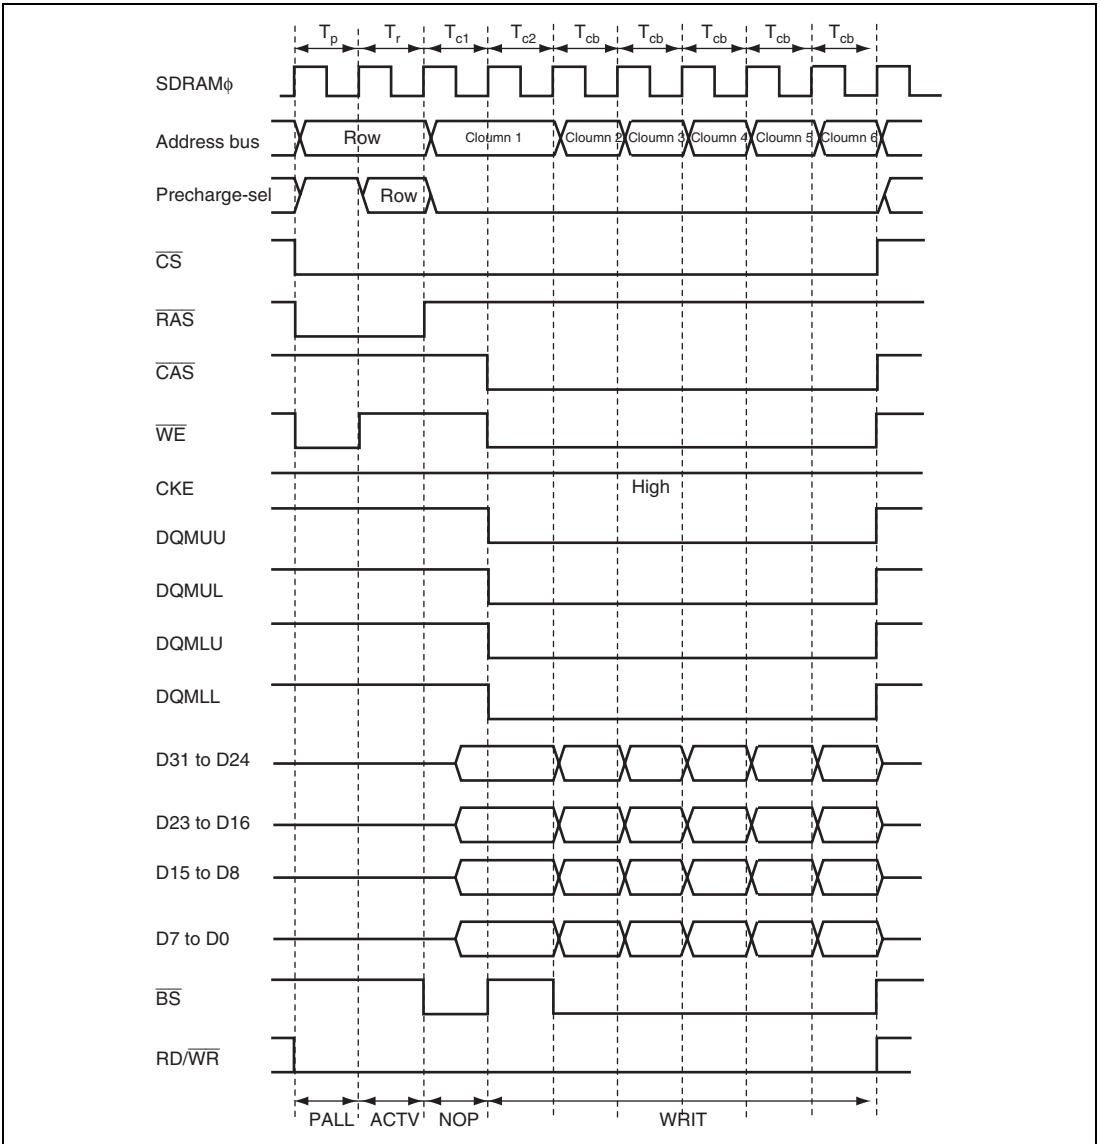 Tp Tr Tc1 Tc2 Tcb Tcb Tcb Tcb Tcb
SDRAMϕ
Address bus Row Cloumn 1 Cloumn 2 Cloumn 3 Cloumn 4 Cloumn 5 Cloumn 6
Precharge-sel Row
CS
RAS
CAS
WE
CKE High
DQMUU
DQMUL
DQMLU
DQMLL
D31 to D24
D23 to D16
D15 to D8
D7 to D0
BS
RD/WR
PALL ACTV NOP WRIT